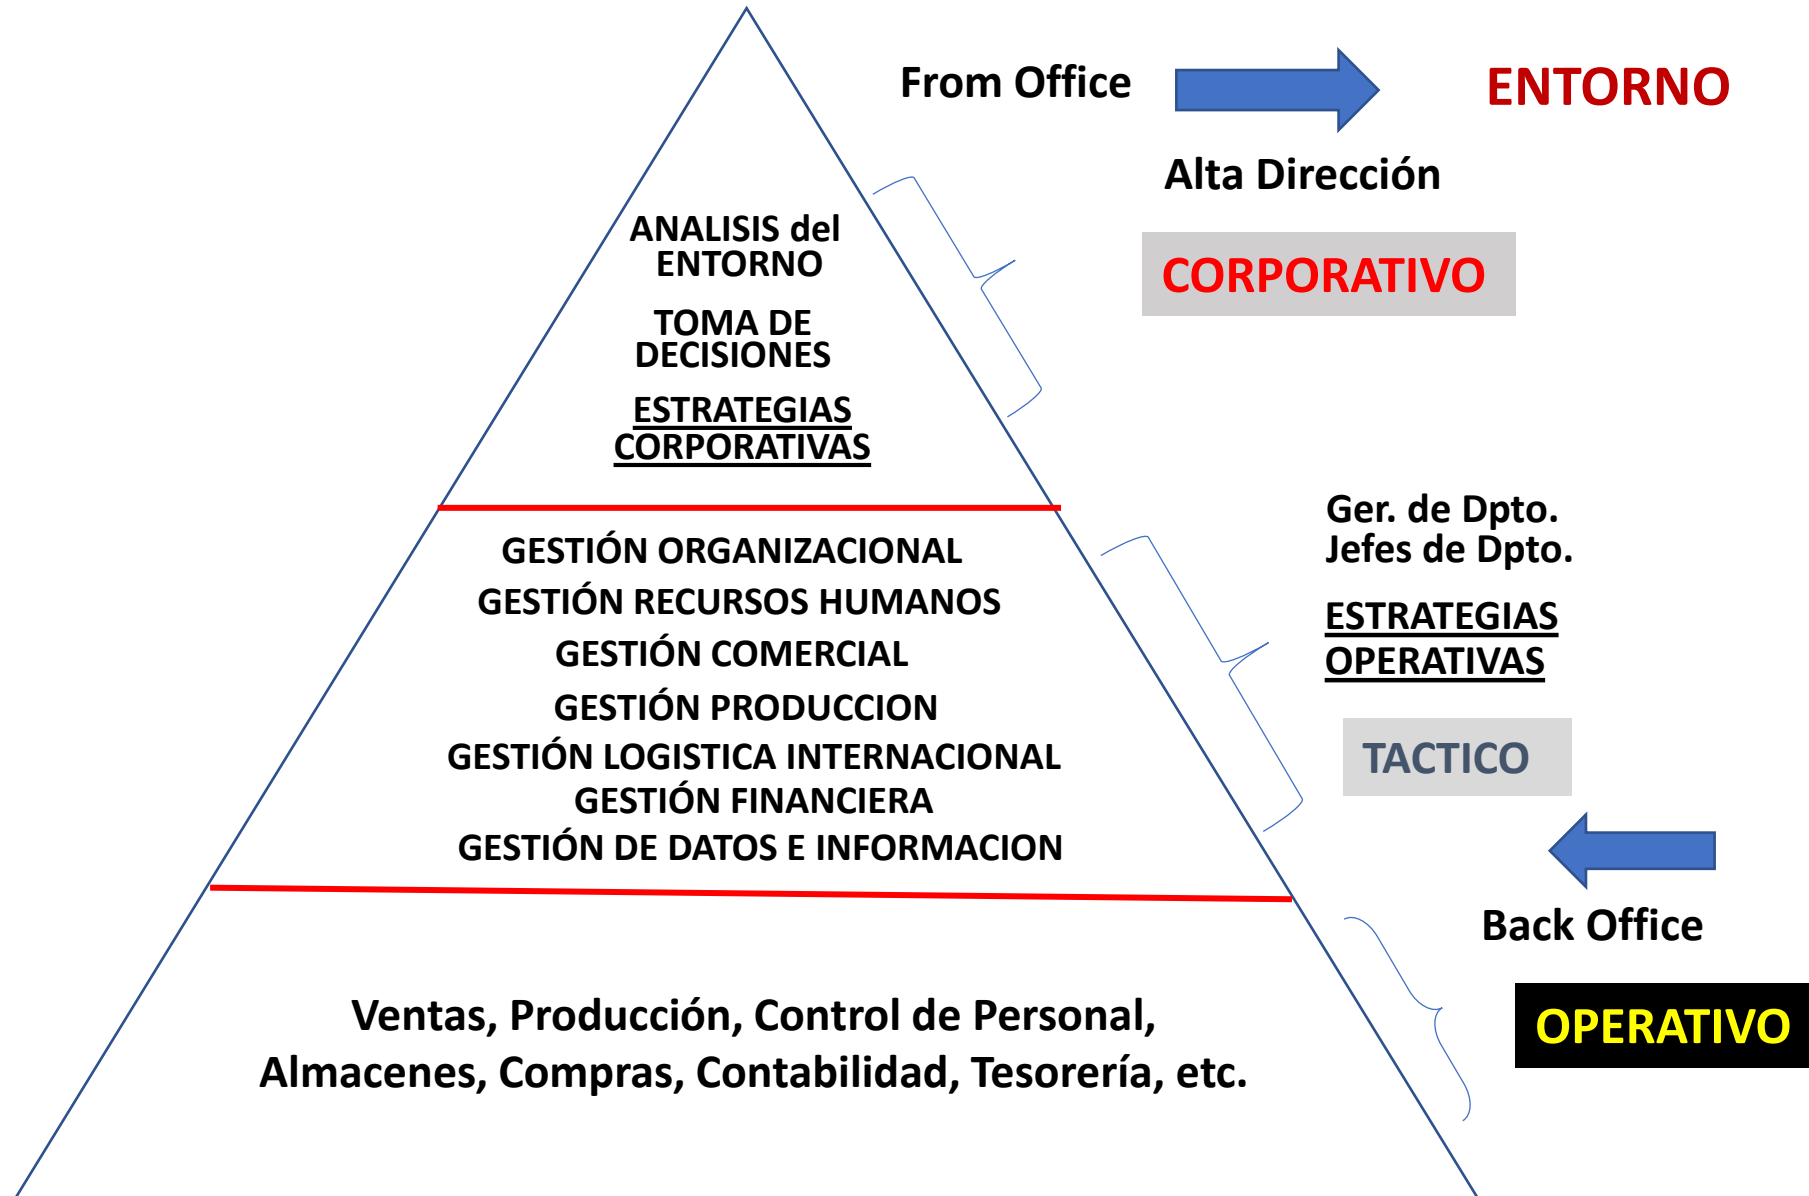 From Office
ENTORNO
Alta Dirección
CORPORATIVO
ANALISIS del
ENTORNO
TOMA DE
DECISIONES
ESTRATEGIAS
CORPORATIVAS
Ger. de Dpto.
Jefes de Dpto.
ESTRATEGIAS
OPERATIVAS
TACTICO
GESTIÓN ORGANIZACIONAL
GESTIÓN RECURSOS HUMANOS
GESTIÓN COMERCIAL
GESTIÓN PRODUCCION
GESTIÓN LOGISTICA INTERNACIONAL
GESTIÓN FINANCIERA
GESTIÓN DE DATOS E INFORMACION
Back Office
OPERATIVO
Ventas, Producción, Control de Personal,
Almacenes, Compras, Contabilidad, Tesorería, etc.